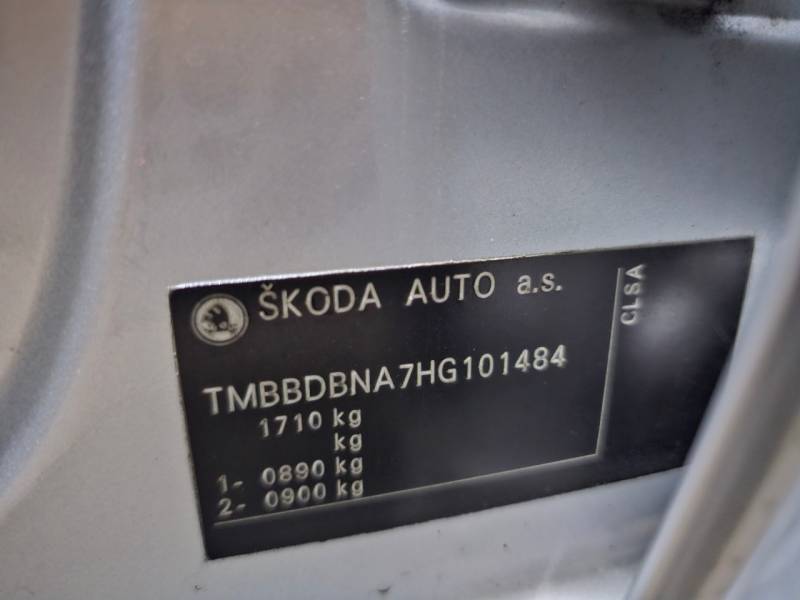 ŠKODA AUTO a.s.
CLSA
TMBBDBNA7HG101484
1710 kg
kg
1- 0890 kg
2- 0900 kg